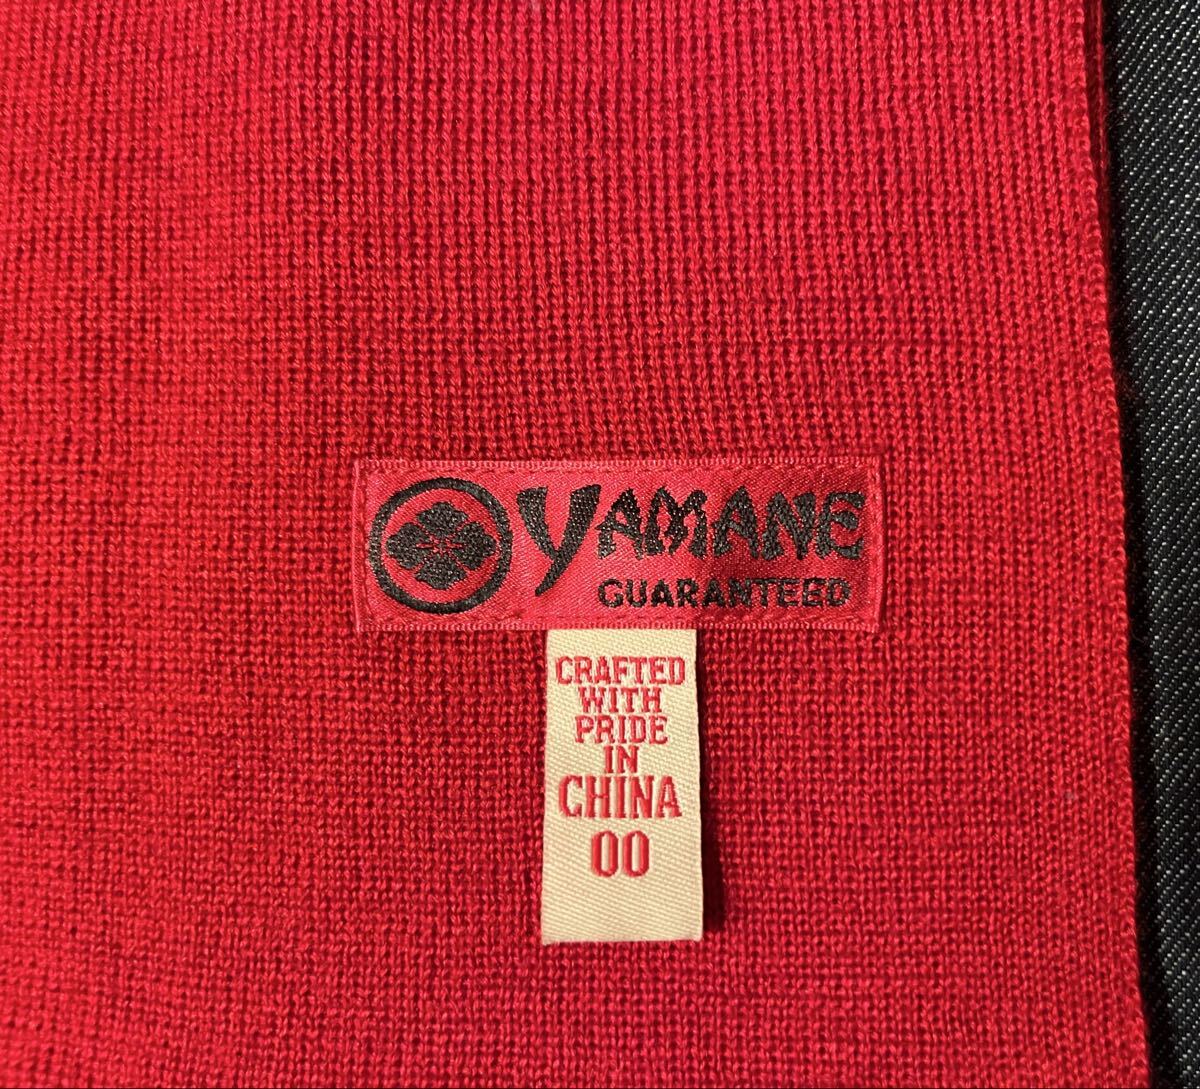 YAMANE
GUARANTEED
CRAFTED
WITH
PRIDE
IN
CHINA
00